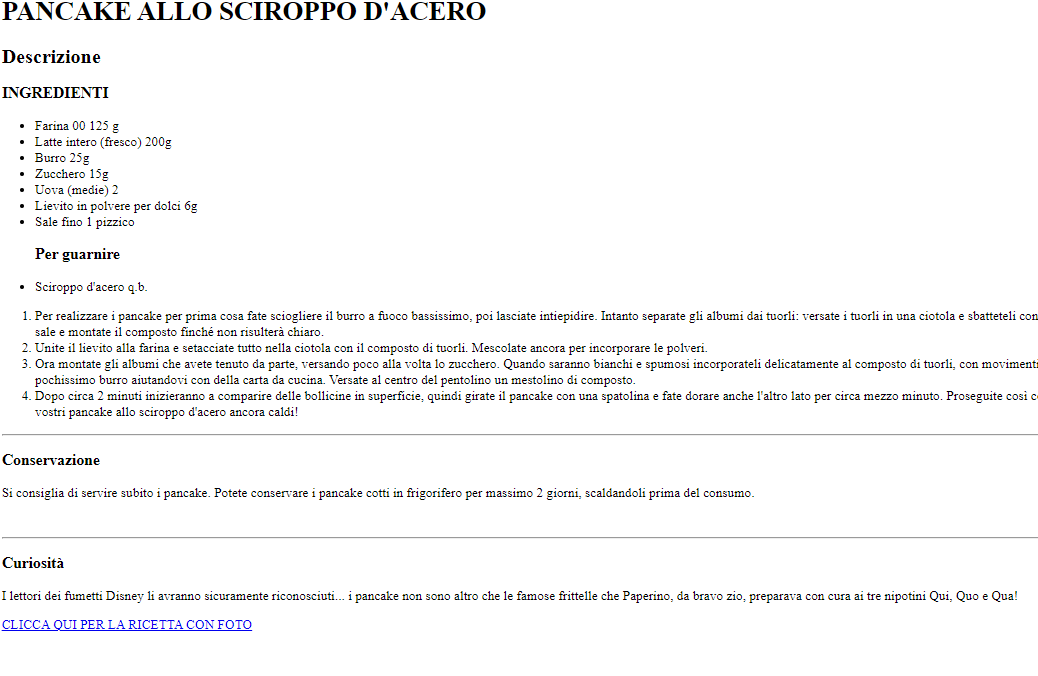 PANCAKE ALLO SCIROPPO D'ACERO
Descrizione
INGREDIENTI
Farina 00 125 g
Latte intero (fresco) 200g
Burro 25g
Zucchero 15g
Uova (medie) 2
Lievito in polvere per dolci 6g
Sale fino 1 pizzico
Per guarnire
Sciroppo d'acero q.b.
1. Per realizzare i pancake per prima cosa fate sciogliere il burro a fuoco bassissimo, poi lasciate intiepidire. Intanto separate gli albumi dai tuorli: versate i tuorli in una ciotola e sbatteteli con
sale e montate il composto finché non risulterà chiaro.
2. Unite il lievito alla farina e setacciate tutto nella ciotola con il composto di tuorli. Mescolate ancora per incorporare le polveri.
3. Ora montate gli albumi che avete tenuto da parte, versando poco alla volta lo zucchero. Quando saranno bianchi e spumosi incorporateli delicatamente al composto di tuorli, con movimenti
pochissimo burro aiutandovi con della carta da cucina. Versate al centro del pentolino un mestolino di composto.
4. Dopo circa 2 minuti inizieranno a comparire delle bollicine in superficie, quindi girate il pancake con una spatolina e fate dorare anche l'altro lato per circa mezzo minuto. Proseguite così
vostri pancake allo sciroppo d'acero ancora caldi!
Conservazione
Si consiglia di servire subito i pancake. Potete conservare i pancake cotti in frigorifero per massimo 2 giorni, scaldandoli prima del consumo.
Curiosità
I lettori dei fumetti Disney li avranno sicuramente riconosciuti... i pancake non sono altro che le famose frittelle che Paperino, da bravo zio, preparava con cura ai tre nipotini Qui, Quo e Qua!
CLICCA QUI PER LA RICETTA CON FOTO